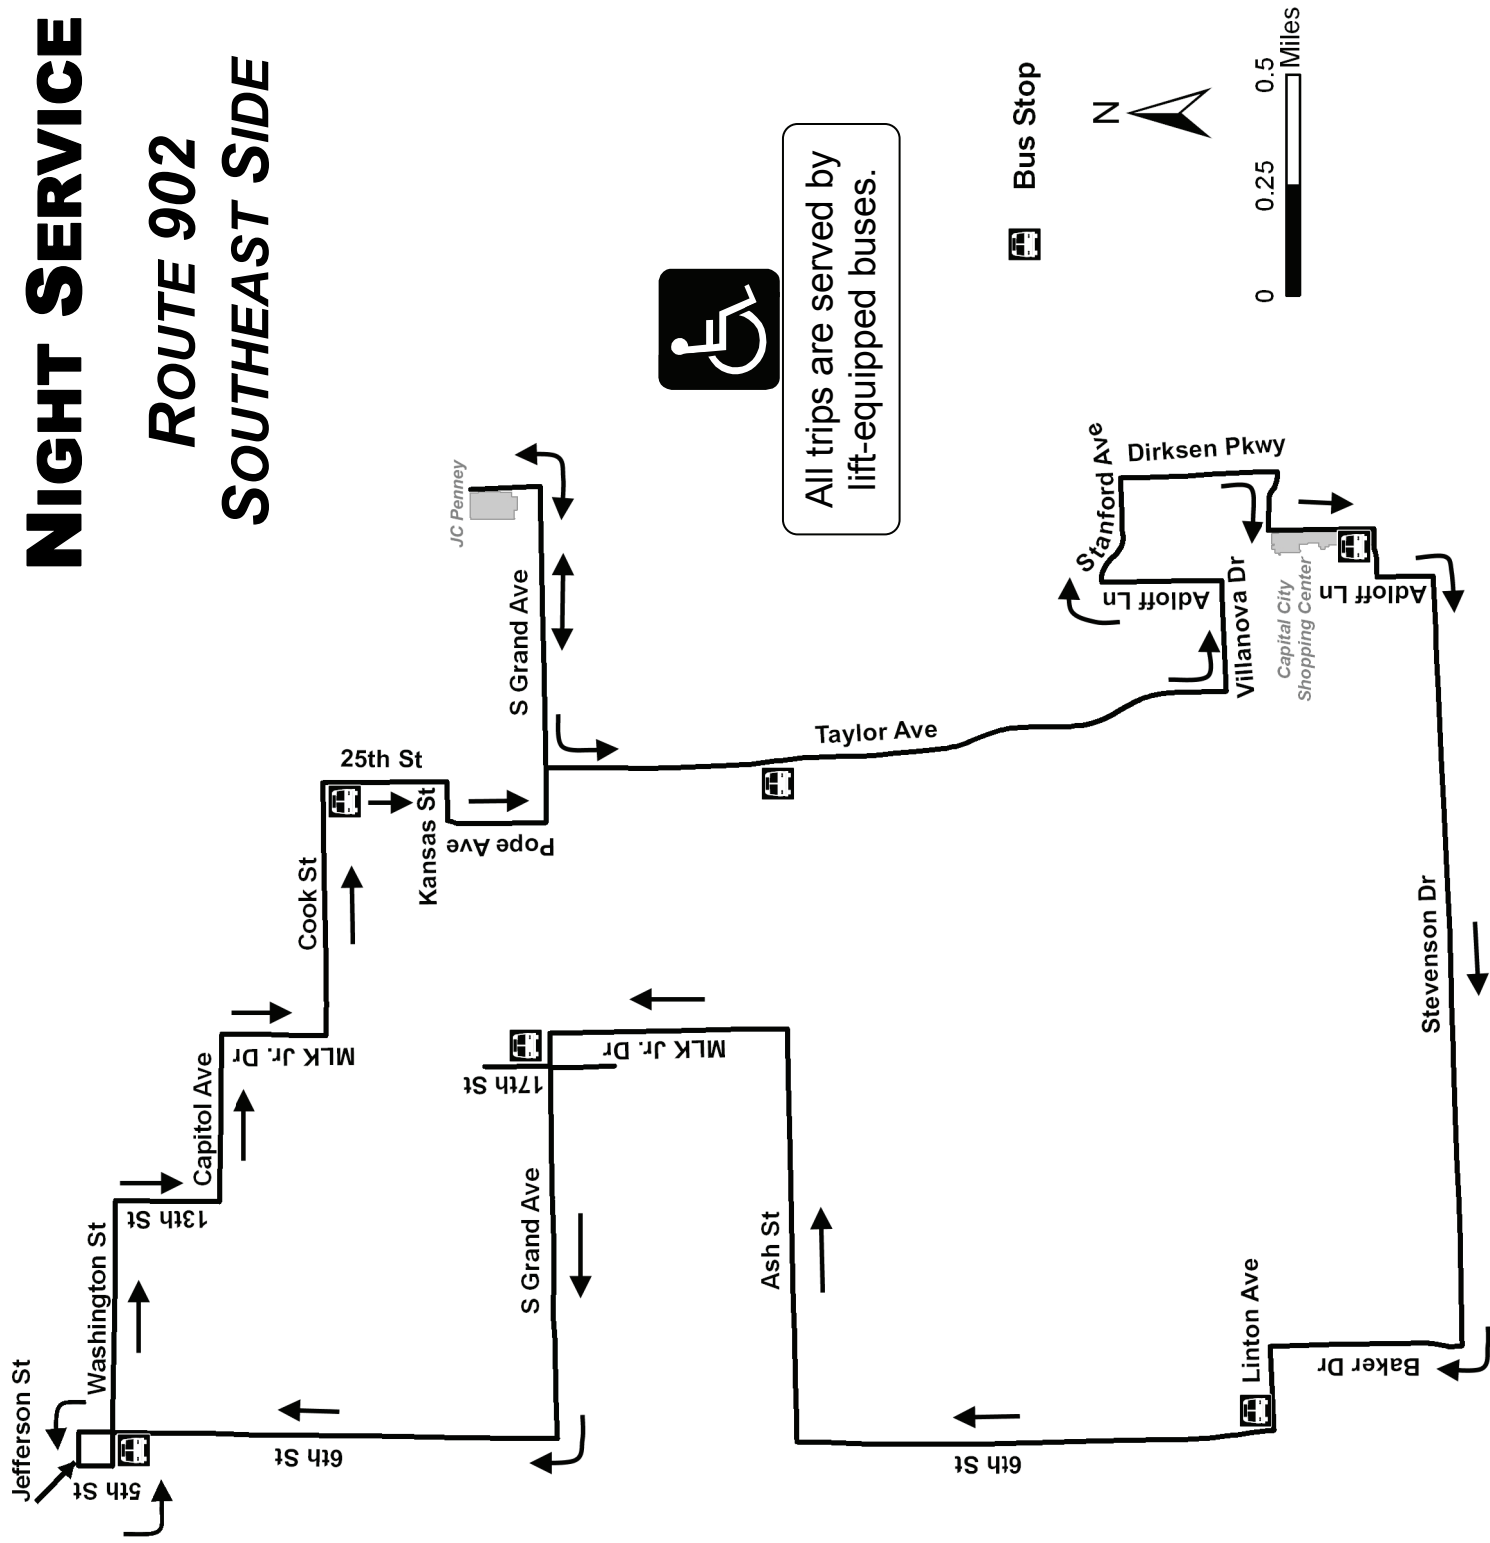 NIGHT SERVICE
ROUTE 902
SOUTHEAST SIDE
JC Penney
All trips are served by
lift-equipped buses.
Bus Stop
N
0 0.25 0.5
Miles
Jefferson St
5th St
Washington St
13th St
Capitol Ave
MLK Jr. Dr
Cook St
25th St
Kansas St
Pope Ave
S Grand Ave
Taylor Ave
Villanova Dr
Adloff Ln
Stanford Ave
Dirksen Pkwy
Capital City
Shopping Center
Adloff Ln
Stevenson Dr
Baker Dr
Linton Ave
6th St
Ash St
MLK Jr. Dr
17th St
S Grand Ave
6th St